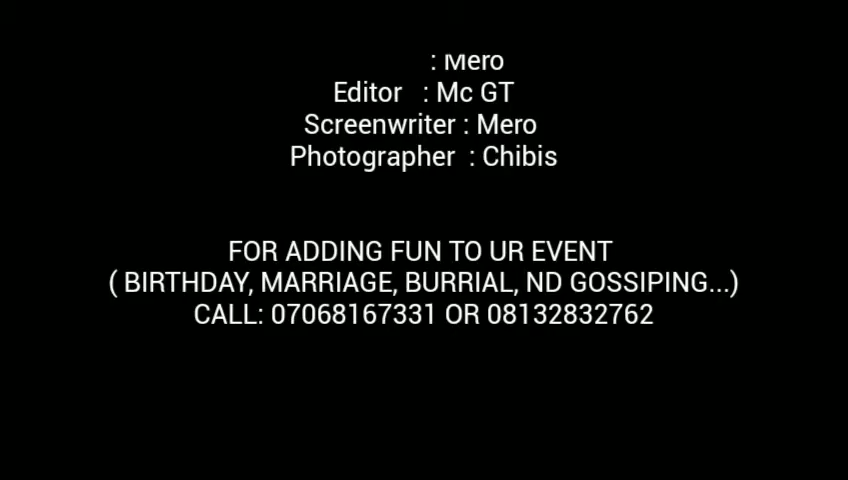 : Mero
Editor : Mc GT
Screenwriter : Mero
Photographer : Chibis
FOR ADDING FUN TO UR EVENT
( BIRTHDAY, MARRIAGE, BURRIAL, ND GOSSIPING...)
CALL: 07068167331 OR 08132832762